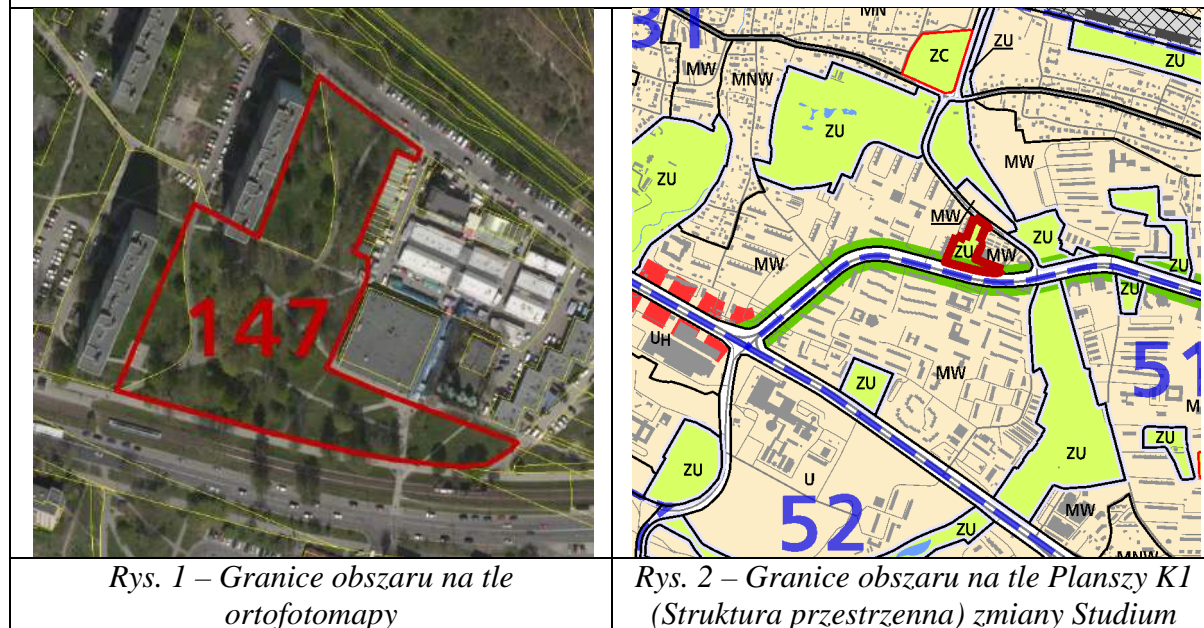 147
31
MN
MW
MNW
ZC
ZU
ZU
ZU
ZU
MW
MW
ZU
MW
ZU
MW
ZU
ZU
UH
ZU
MW
51
M
ZU
ZU
ZU
U
MW
52
ZU
MNW
Rys. 1 – Granice obszaru na tle
ortofotomapy
Rys. 2 – Granice obszaru na tle Planszy K1
(Struktura przestrzenna) zmiany Studium